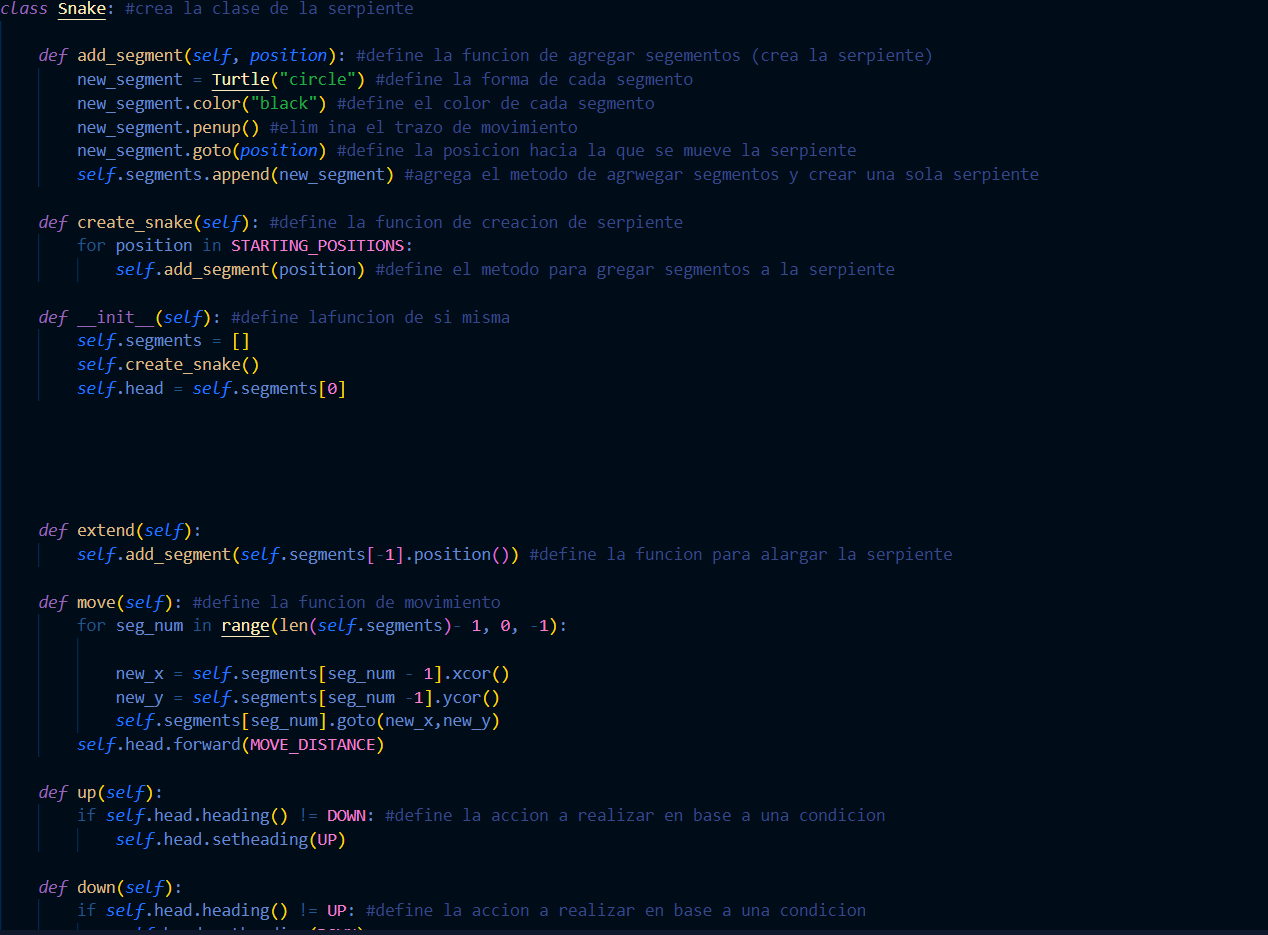 class Snake: #crea la clase de la serpiente
def add_segment(self, position): #define la funcion de agregar segementos (crea la serpiente)
new_segment = Turtle("circle") #define la forma de cada segmento
new_segment.color("black") #define el color de cada segmento
new_segment.penup() #elim ina el trazo de movimiento
new_segment.goto(position) #define la posicion hacia la que se mueve la serpiente
self.segments.append(new_segment) #agrega el metodo de agrwegar segmentos y crear una sola serpiente
def create_snake(self): #define la funcion de creacion de serpiente
for position in STARTING_POSITIONS:
self.add_segment(position) #define el metodo para gregar segmentos a la serpiente
def __init__(self): #define lafuncion de si misma
self.segments = []
self.create_snake()
self.head = self.segments[0]
def extend(self):
self.add_segment(self.segments[-1].position()) #define la funcion para alargar la serpiente
def move(self): #define la funcion de movimiento
for seg_num in range(len(self.segments)- 1, 0, -1):
new_x = self.segments[seg_num - 1].xcor()
new_y = self.segments[seg_num -1].ycor()
self.segments[seg_num].goto(new_x,new_y)
self.head.forward(MOVE_DISTANCE)
def up(self):
if self.head.heading() != DOWN: #define la accion a realizar en base a una condicion
self.head.setheading(UP)
def down(self):
if self.head.heading() != UP: #define la accion a realizar en base a una condicion